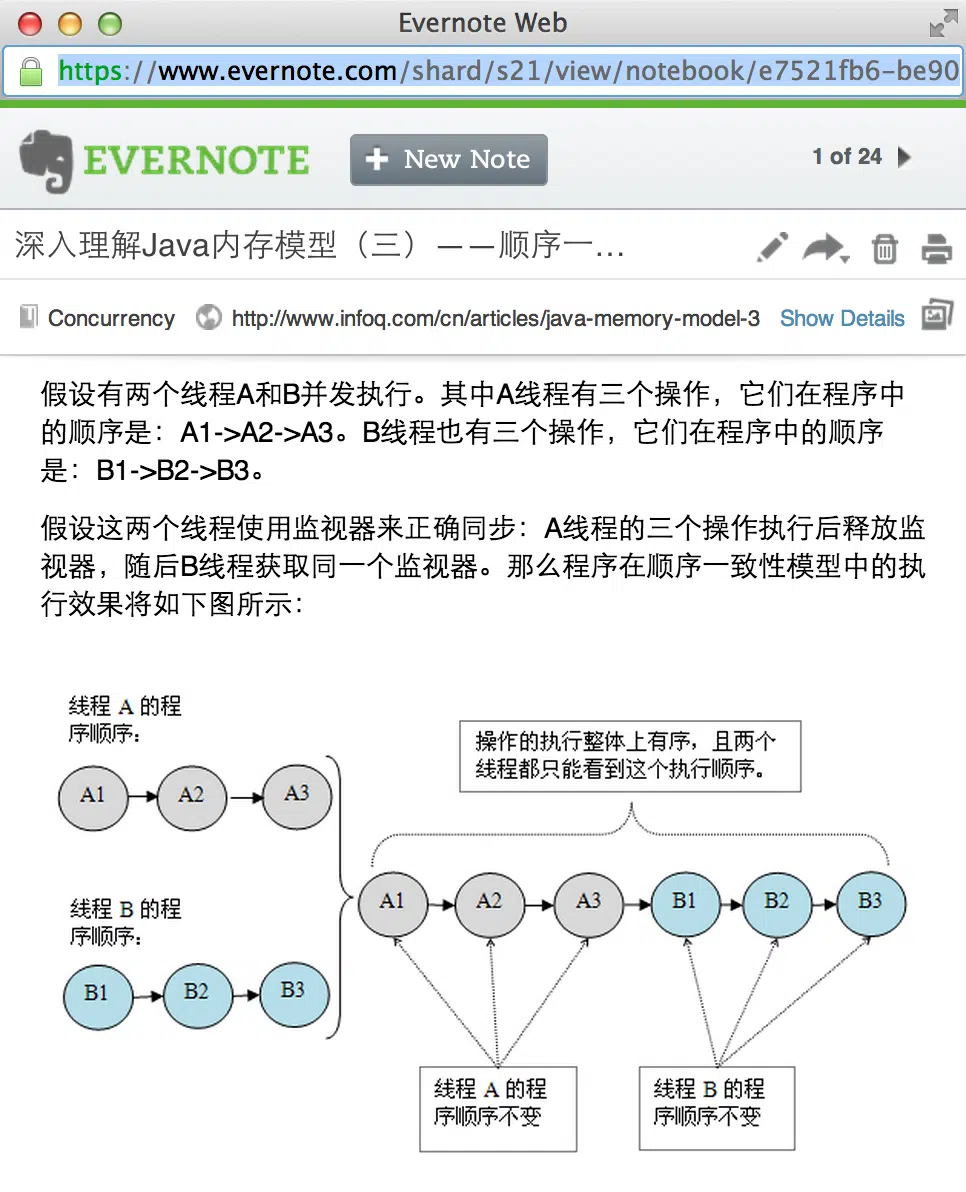 Evernote Web
https://www.evernote.com/shard/s21/view/notebook/e7521fb6-be90
EVERNOTE
+ New Note
1 of 24
深入理解Java内存模型（三）——顺序一…
Concurrency
http://www.infoq.com/cn/articles/java-memory-model-3
Show Details
假设有两个线程A和B并发执行。其中A线程有三个操作，它们在程序中
的顺序是：A1->A2->A3。B线程也有三个操作，它们在程序中的顺序
是：B1->B2->B3。
假设这两个线程使用监视器来正确同步：A线程的三个操作执行后释放监
视器，随后B线程获取同一个监视器。那么程序在顺序一致性模型中的执
行效果将如下图所示：
线程 A 的程
序顺序：
A1
A2
A3
操作的执行整体上有序，且两个
线程都只能看到这个执行顺序。
线程 B 的程
序顺序：
B1
B2
B3
A1
A2
A3
B1
B2
B3
线程 A 的程
序顺序不变
线程 B 的程
序顺序不变